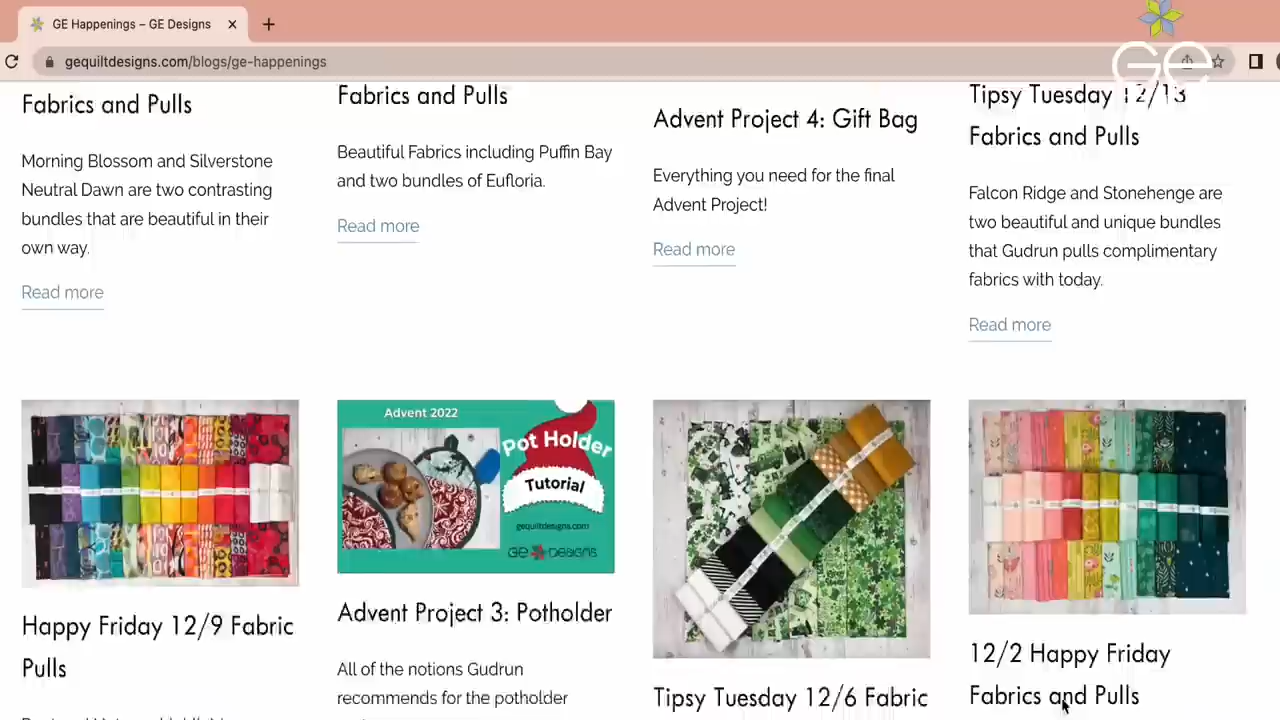 GE Happenings – GE Designs
GE
gequiltdesigns.com/blogs/ge-happenings
Fabrics and Pulls
Morning Blossom and Silverstone
Neutral Dawn are two contrasting
bundles that are beautiful in their
own way.
Read more
Fabrics and Pulls
Beautiful Fabrics including Puffin Bay
and two bundles of Eufloria.
Read more
Advent Project 4: Gift Bag
Everything you need for the final
Advent Project!
Read more
Tipsy Tuesday 12/13
Fabrics and Pulls
Falcon Ridge and Stonehenge are
two beautiful and unique bundles
that Gudrun pulls complimentary
fabrics with today.
Read more
Happy Friday 12/9 Fabric
Pulls
Advent 2022
Pot Holder
Tutorial
gequiltdesigns.com
GE DESIGNS
Advent Project 3: Potholder
All of the notions Gudrun
recommends for the potholder
Tipsy Tuesday 12/6 Fabric
12/2 Happy Friday
Fabrics and Pulls